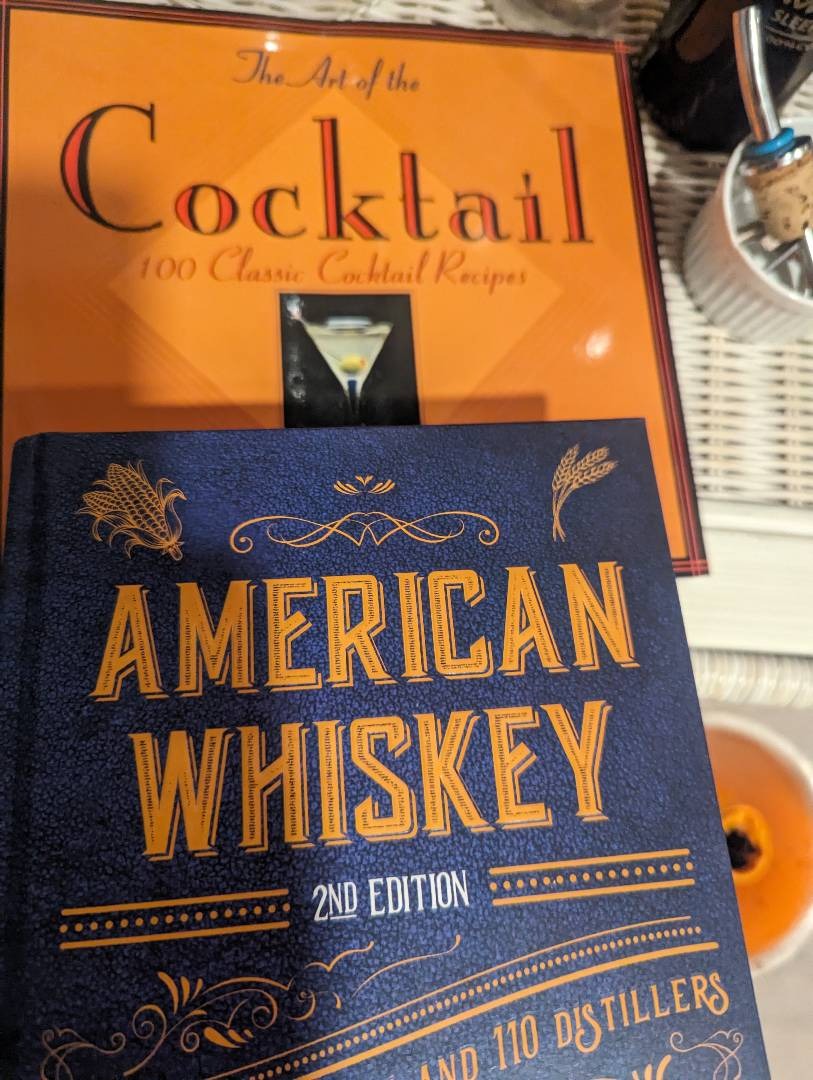 The Art of the
Cocktail
100 Classic Cocktail Recipes
AMERICAN
WHISKEY
2ND EDITION
AND 110 DISTILLERS